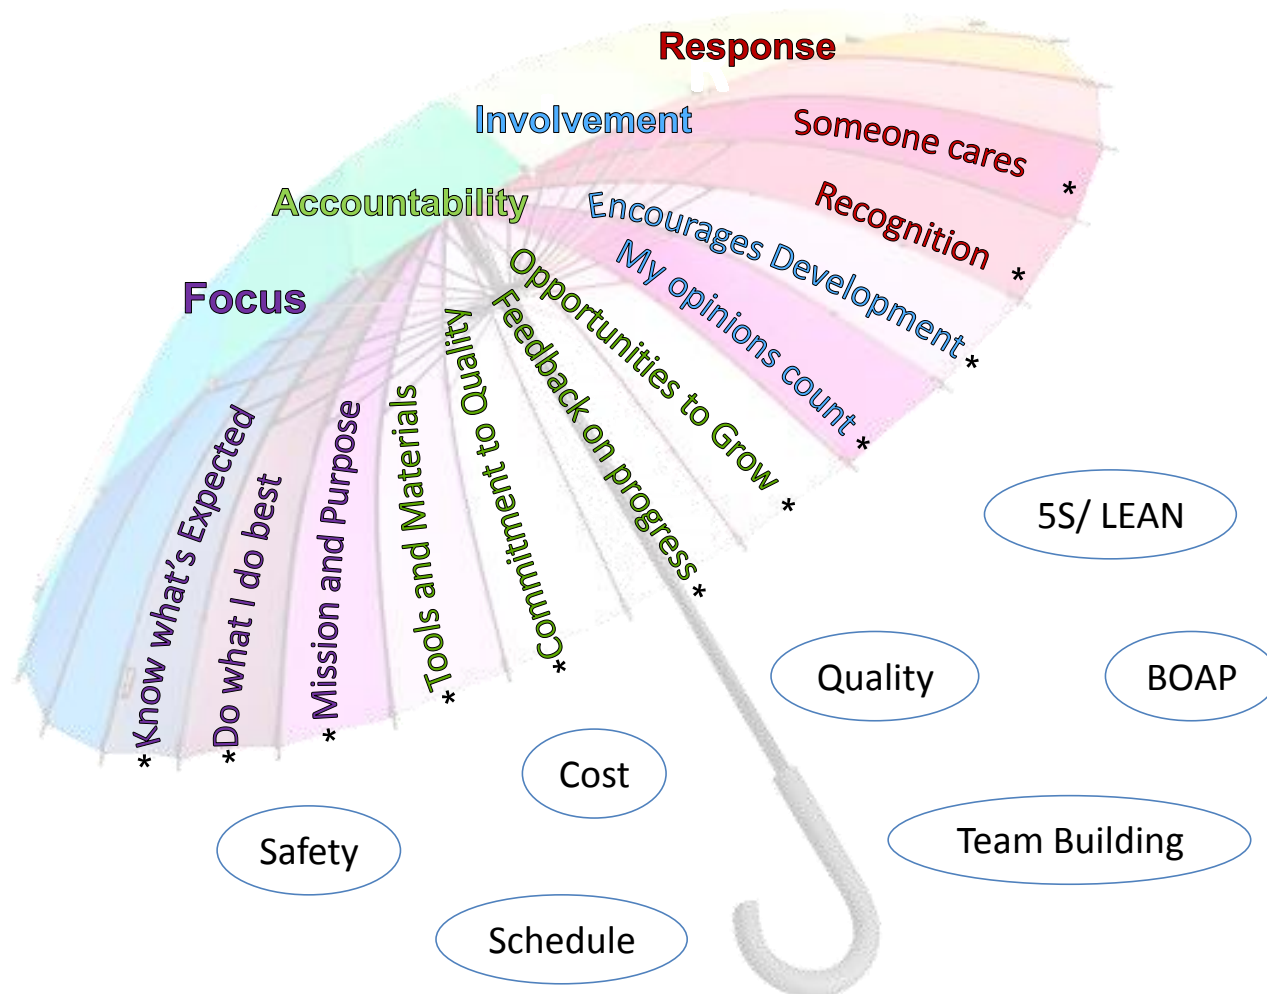 Response
Involvement
Accountability
Focus
Someone cares *
Recognition *
Encourages Development *
My opinions count *
Opportunities to Grow *
Feedback on progress *
Commitment to Quality *
Tools and Materials *
* Mission and Purpose
* Do what I do best
* Know what's Expected
5S/ LEAN
Quality
BOAP
Cost
Team Building
Safety
Schedule